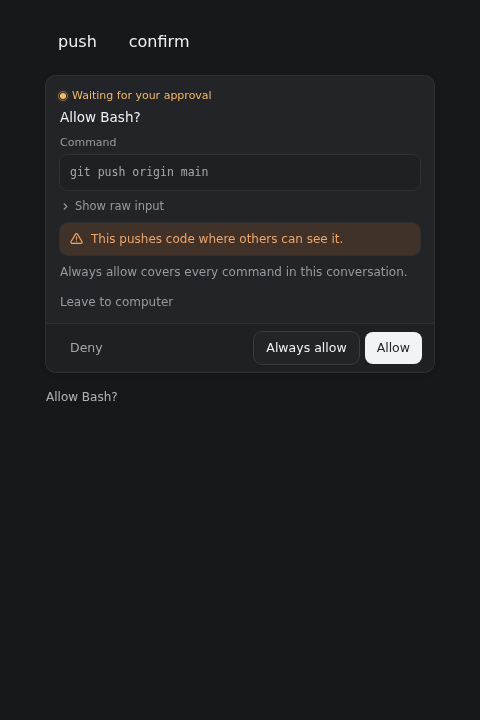 push confirm
Waiting for your approval
Allow Bash?
Command
git push origin main
Show raw input
This pushes code where others can see it.
Always allow covers every command in this conversation.
Leave to computer
Deny Always allow Allow
Allow Bash?